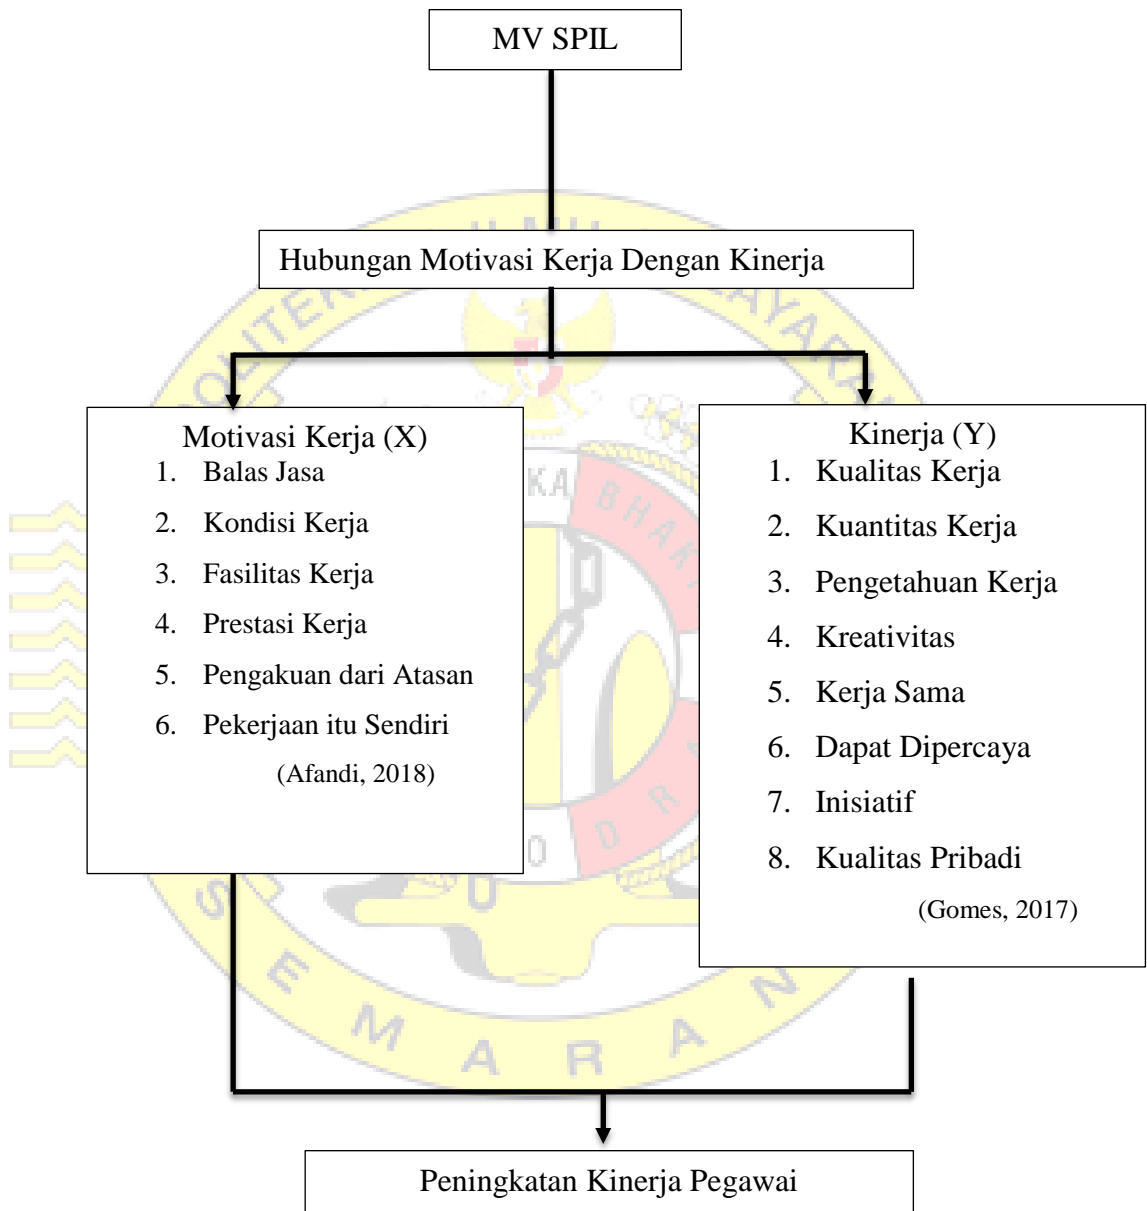 MV SPIL
Hubungan Motivasi Kerja Dengan Kinerja
Motivasi Kerja (X)
1. Balas Jasa
2. Kondisi Kerja
3. Fasilitas Kerja
4. Prestasi Kerja
5. Pengakuan dari Atasan
6. Pekerjaan itu Sendiri
(Afandi, 2018)
Kinerja (Y)
1. Kualitas Kerja
2. Kuantitas Kerja
3. Pengetahuan Kerja
4. Kreativitas
5. Kerja Sama
6. Dapat Dipercaya
7. Inisiatif
8. Kualitas Pribadi
(Gomes, 2017)
Peningkatan Kinerja Pegawai
SEMARAN